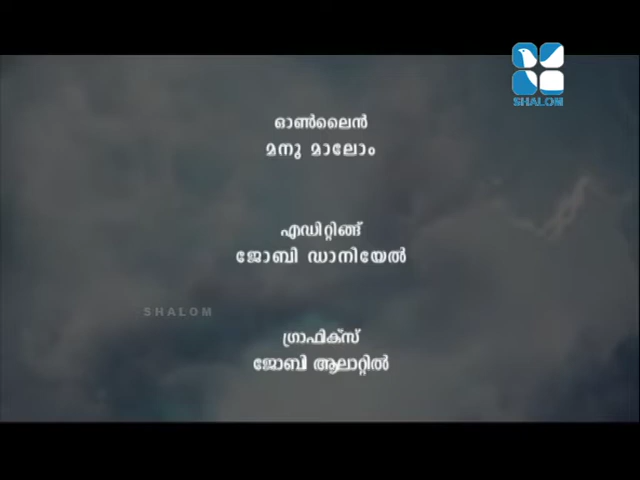 SHALOM
ഓൺലൈൻ
മനു മാലോം
എഡിറ്റിങ്ങ്
ജോബി ഡാനിയേൽ
SHALOM
ഗ്രാഫിക്സ്
ജോബി ആലാറ്റിൽ